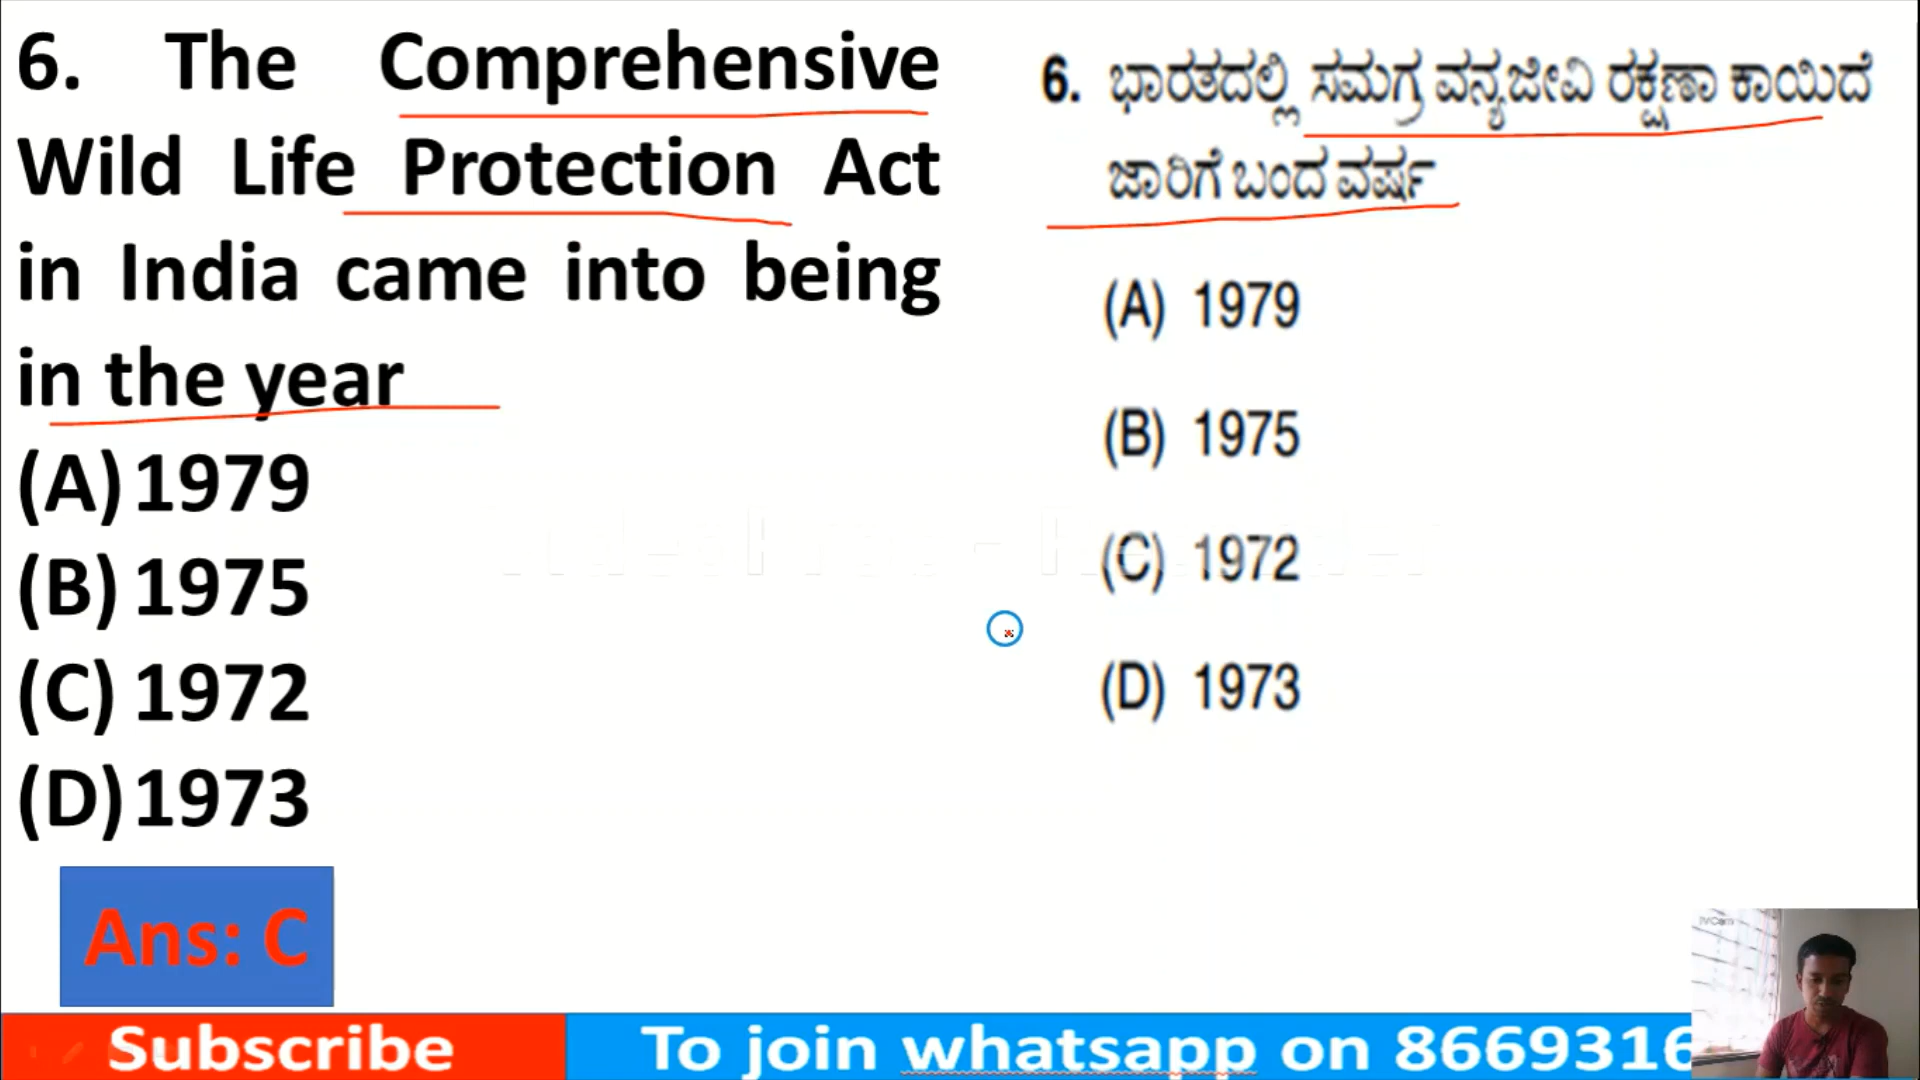 6. The Comprehensive
Wild Life Protection Act
in India came into being
in the year
(A) 1979
(B) 1975
(C) 1972
(D) 1973
Ans: C
6. ಭಾರತದಲ್ಲಿ ಸಮಗ್ರ ವನ್ಯಜೀವಿ ರಕ್ಷಣಾ ಕಾಯಿದೆ
ಜಾರಿಗೆ ಬಂದ ವರ್ಷ
(A) 1979
(B) 1975
(C) 1972
(D) 1973
Subscribe
To join whatsapp on 8669316